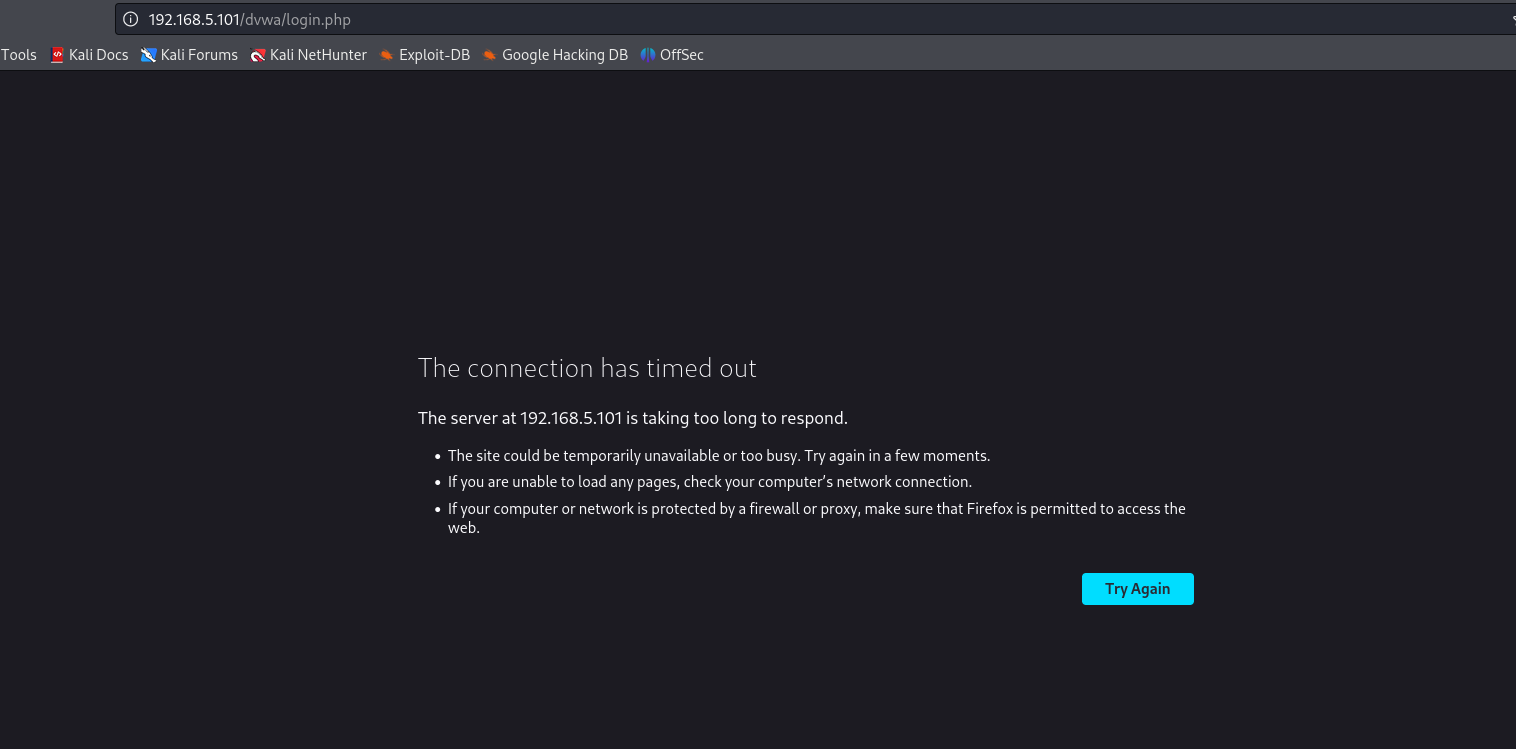 192.168.5.101/dvwa/login.php
Tools Kali Docs Kali Forums Kali NetHunter Exploit-DB Google Hacking DB OffSec
The connection has timed out
The server at 192.168.5.101 is taking too long to respond.
• The site could be temporarily unavailable or too busy. Try again in a few moments.
• If you are unable to load any pages, check your computer’s network connection.
• If your computer or network is protected by a firewall or proxy, make sure that Firefox is permitted to access the
web.
Try Again